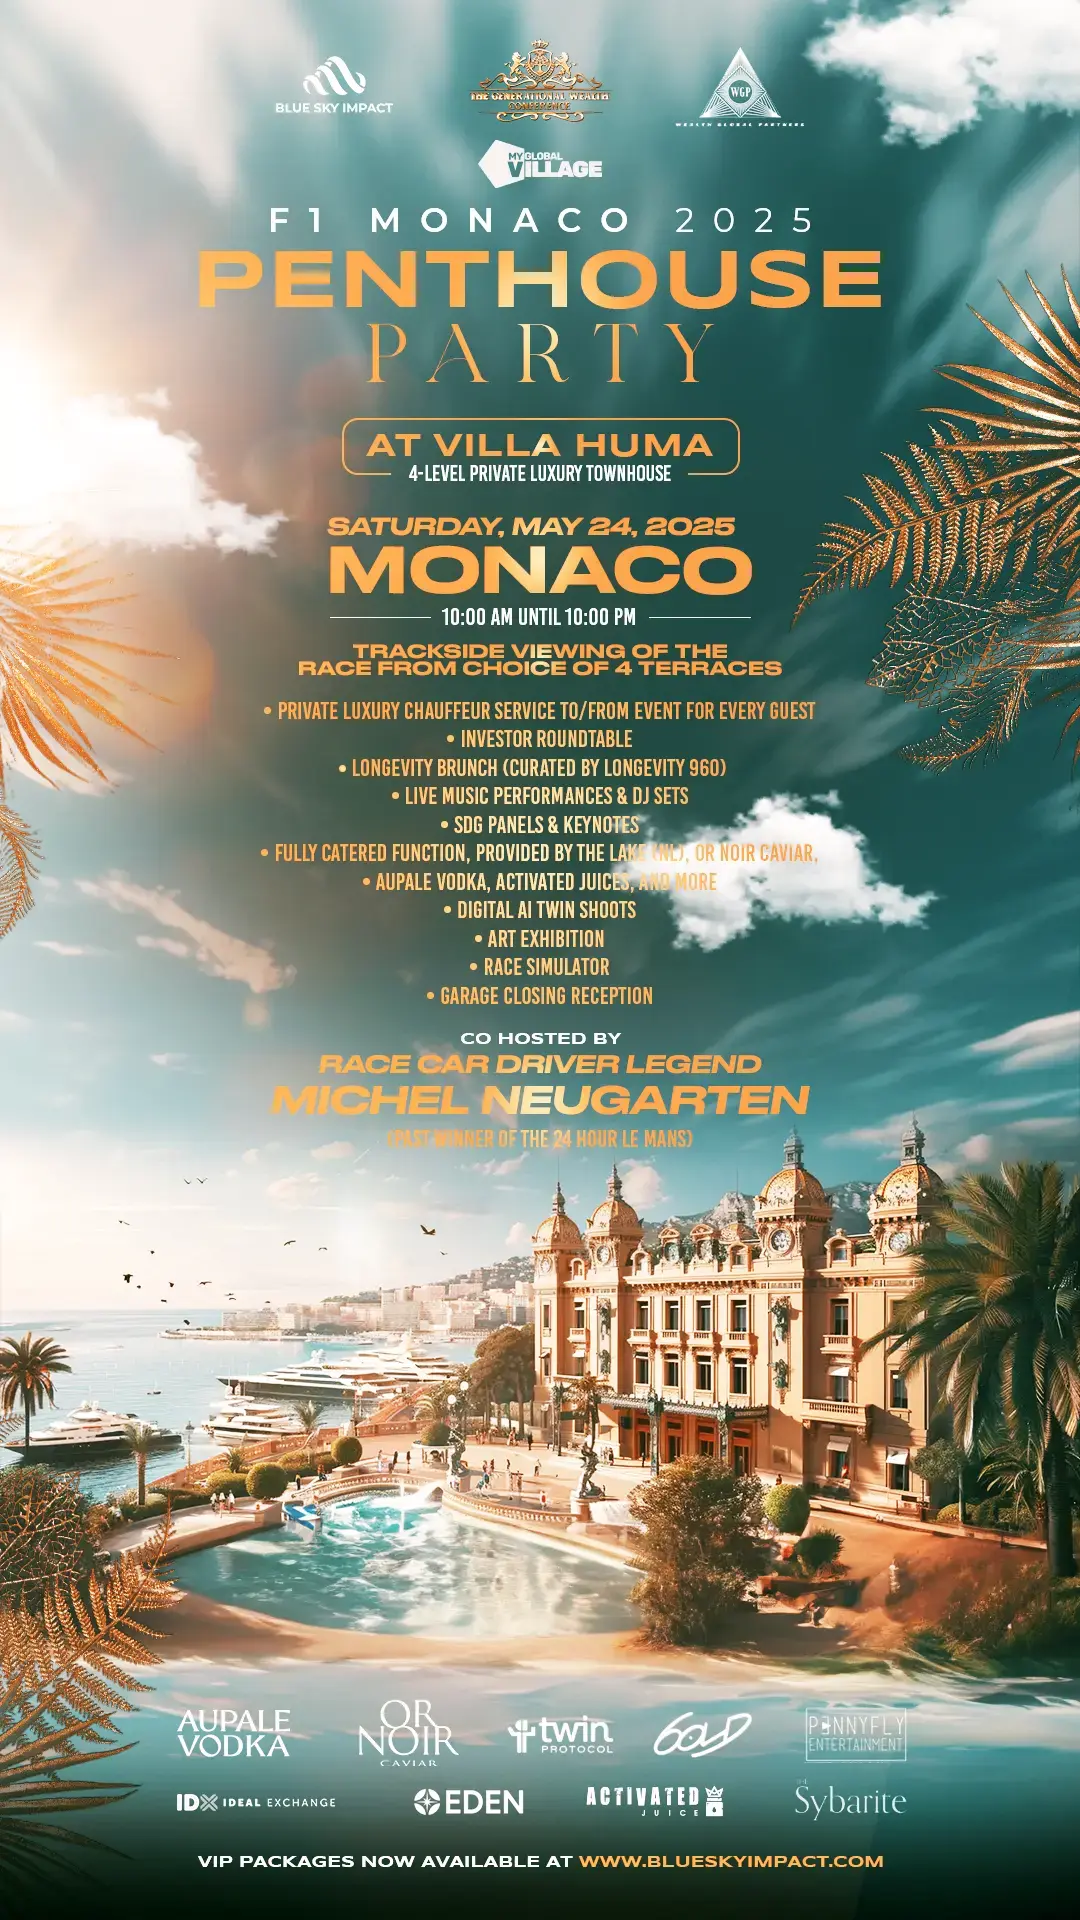 BLUE SKY IMPACT
THE GENERATIONAL WEALTH
CONFERENCE
WGP
WEALTH GLOBAL PARTNERS
MY GLOBAL
VILLAGE
F1 MONACO 2025
PENTHOUSE
PARTY
AT VILLA HUMA
4-LEVEL PRIVATE LUXURY TOWNHOUSE
SATURDAY, MAY 24, 2025
MONACO
10:00 AM UNTIL 10:00 PM
TRACKSIDE VIEWING OF THE
RACE FROM CHOICE OF 4 TERRACES
• PRIVATE LUXURY CHAUFFEUR SERVICE TO/FROM EVENT FOR EVERY GUEST
• INVESTOR ROUNDTABLE
• LONGEVITY BRUNCH (CURATED BY LONGEVITY 960)
• LIVE MUSIC PERFORMANCES & DJ SETS
• SDG PANELS & KEYNOTES
• FULLY CATERED FUNCTION, PROVIDED BY THE LAKE (NL), OR NOIR CAVIAR,
• AUPALE VODKA, ACTIVATED JUICES, AND MORE
• DIGITAL AI TWIN SHOOTS
• ART EXHIBITION
• RACE SIMULATOR
• GARAGE CLOSING RECEPTION
CO HOSTED BY
RACE CAR DRIVER LEGEND
MICHEL NEUGARTEN
(PAST WINNER OF THE 24 HOUR LE MANS)
AUPALE
VODKA
OR
NOIR
CAVIAR
twin
PROTOCOL
GOLD
PENNYFLY
ENTERTAINMENT
IDX IDEAL EXCHANGE
EDEN
ACTIVATED
JUICE
THE
Sybarite
VIP PACKAGES NOW AVAILABLE AT WWW.BLUESKYIMPACT.COM